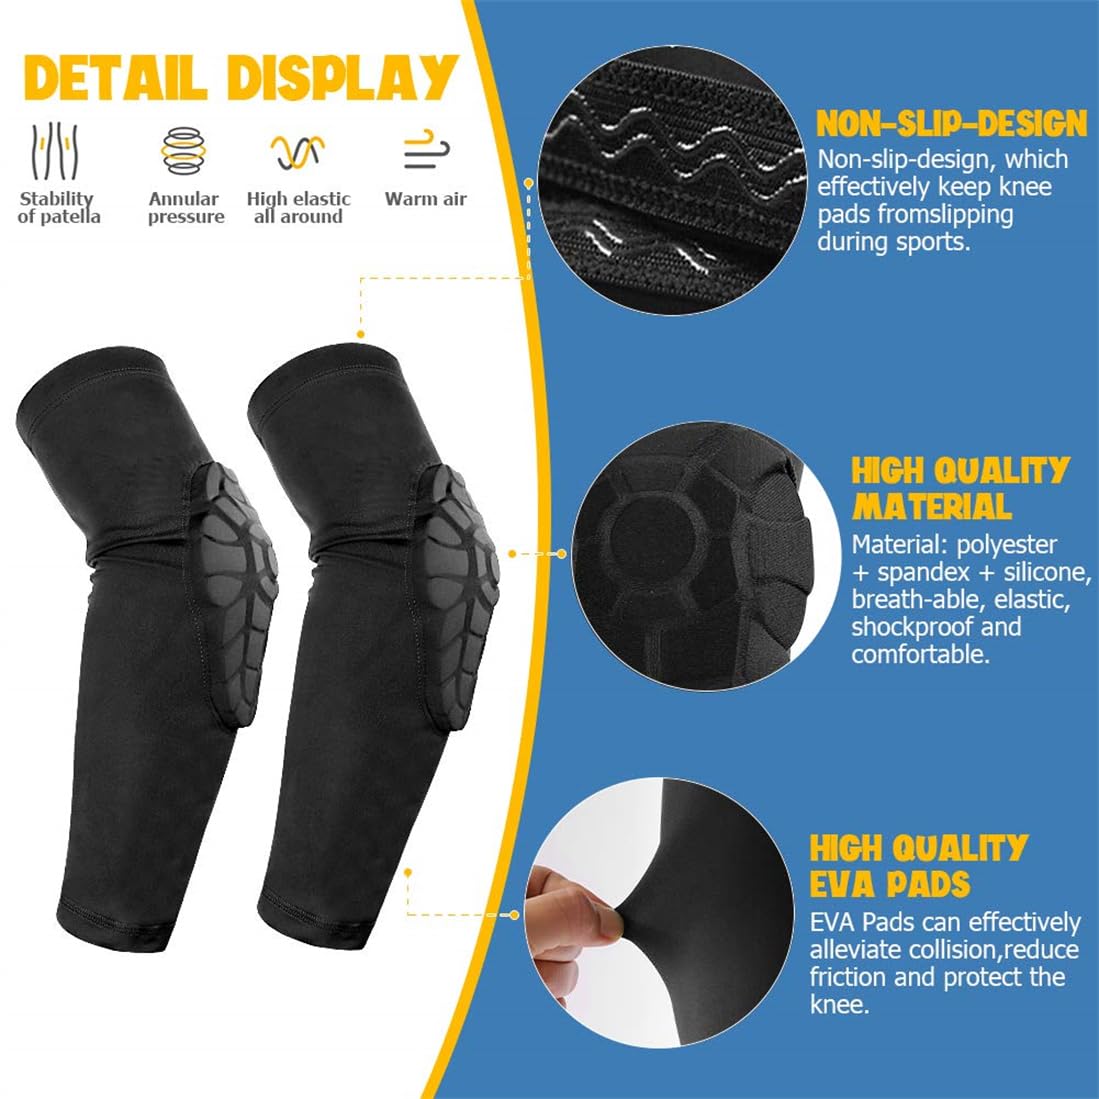 DETAIL DISPLAY
Stability
of patella
Annular
pressure
High elastic
all around
Warm air
NON-SLIP-DESIGN
Non-slip-design, which
effectively keep knee
pads fromslipping
during sports.
HIGH QUALITY
MATERIAL
Material: polyester
+ spandex + silicone,
breath-able, elastic,
shockproof and
comfortable.
HIGH QUALITY
EVA PADS
EVA Pads can effectively
alleviate collision,reduce
friction and protect the
knee.